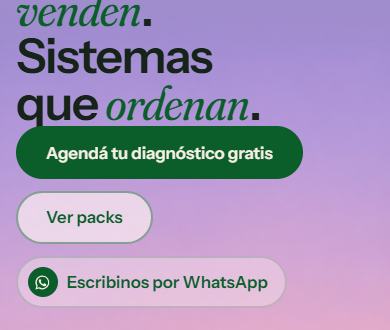 venden.
Sistemas
que ordenan.
Agendá tu diagnóstico gratis
Ver packs
Escribinos por WhatsApp